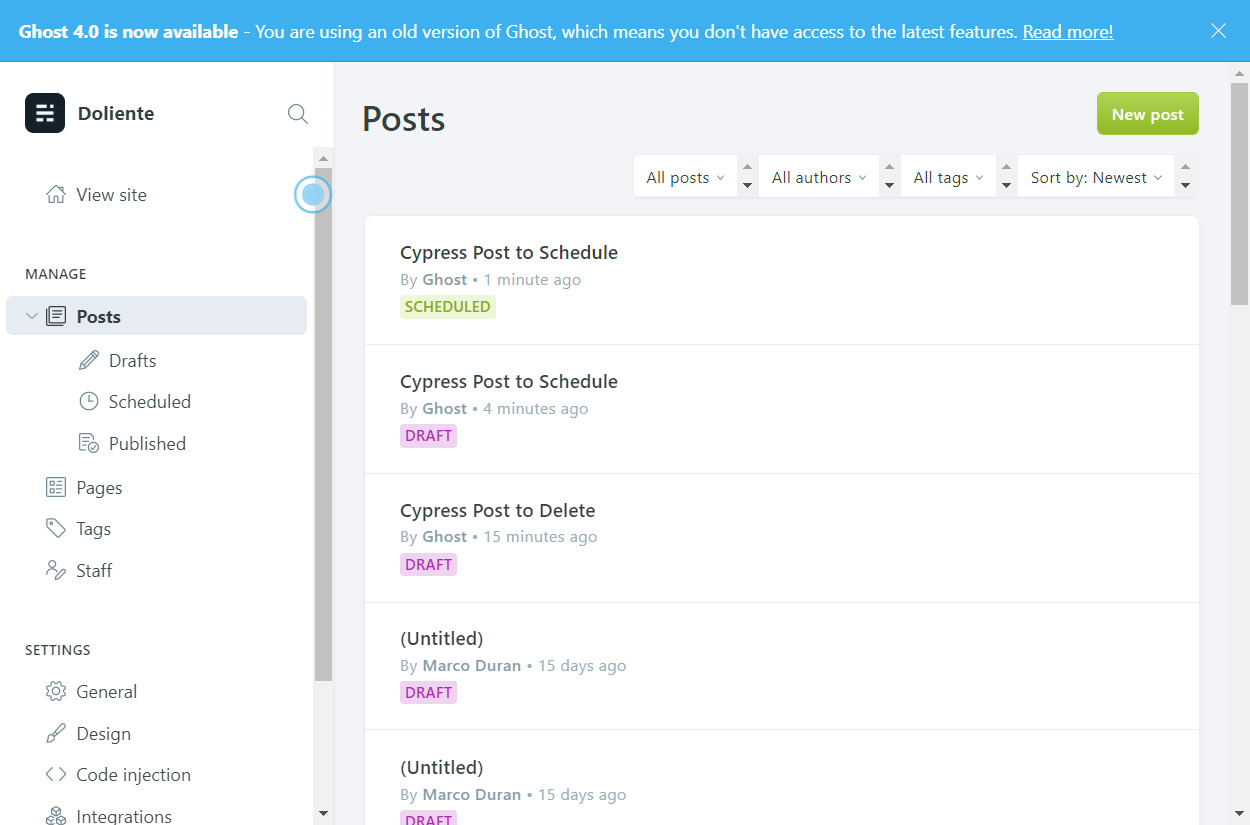 Ghost 4.0 is now available - You are using an old version of Ghost, which means you don't have access to the latest features. Read more!
Doliente
View site
MANAGE
Posts
Drafts
Scheduled
Published
Pages
Tags
Staff
SETTINGS
General
Design
Code injection
Integrations
Posts
New post
All posts
All authors
All tags
Sort by: Newest
Cypress Post to Schedule
By Ghost • 1 minute ago
SCHEDULED
Cypress Post to Schedule
By Ghost • 4 minutes ago
DRAFT
Cypress Post to Delete
By Ghost • 15 minutes ago
DRAFT
(Untitled)
By Marco Duran • 15 days ago
DRAFT
(Untitled)
By Marco Duran • 15 days ago
DRAFT